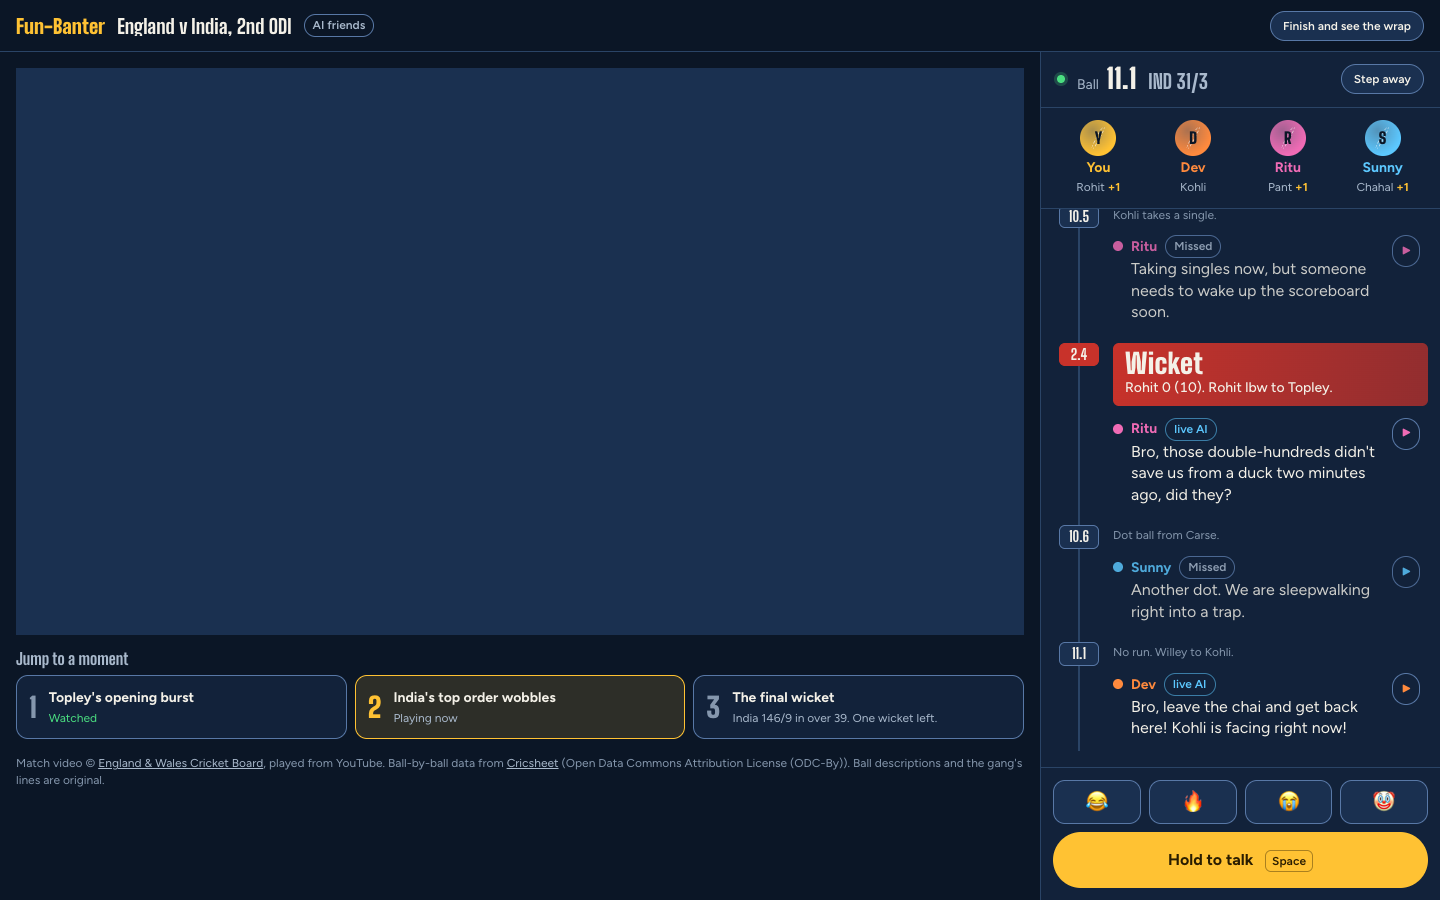 Fun-Banter England v India, 2nd ODI AI friends
Finish and see the wrap
Ball 11.1 IND 31/3 Step away
Y D R S
You Dev Ritu Sunny
Rohit +1 Kohli Pant +1 Chahal +1
10.5 Kohli takes a single.
Ritu Missed
Taking singles now, but someone
needs to wake up the scoreboard
soon.
2.4 Wicket
Rohit 0 (10). Rohit lbw to Topley.
Ritu live AI
Bro, those double-hundreds didn't
save us from a duck two minutes
ago, did they?
10.6 Dot ball from Carse.
Sunny Missed
Another dot. We are sleepwalking
right into a trap.
11.1 No run. Willey to Kohli.
Dev live AI
Bro, leave the chai and get back
here! Kohli is facing right now!
Hold to talk Space
Jump to a moment
1 Topley's opening burst
Watched
2 India's top order wobbles
Playing now
3 The final wicket
India 146/9 in over 39. One wicket left.
Match video © England & Wales Cricket Board, played from YouTube. Ball-by-ball data from Cricsheet (Open Data Commons Attribution License (ODC-By)). Ball descriptions and the gang's
lines are original.